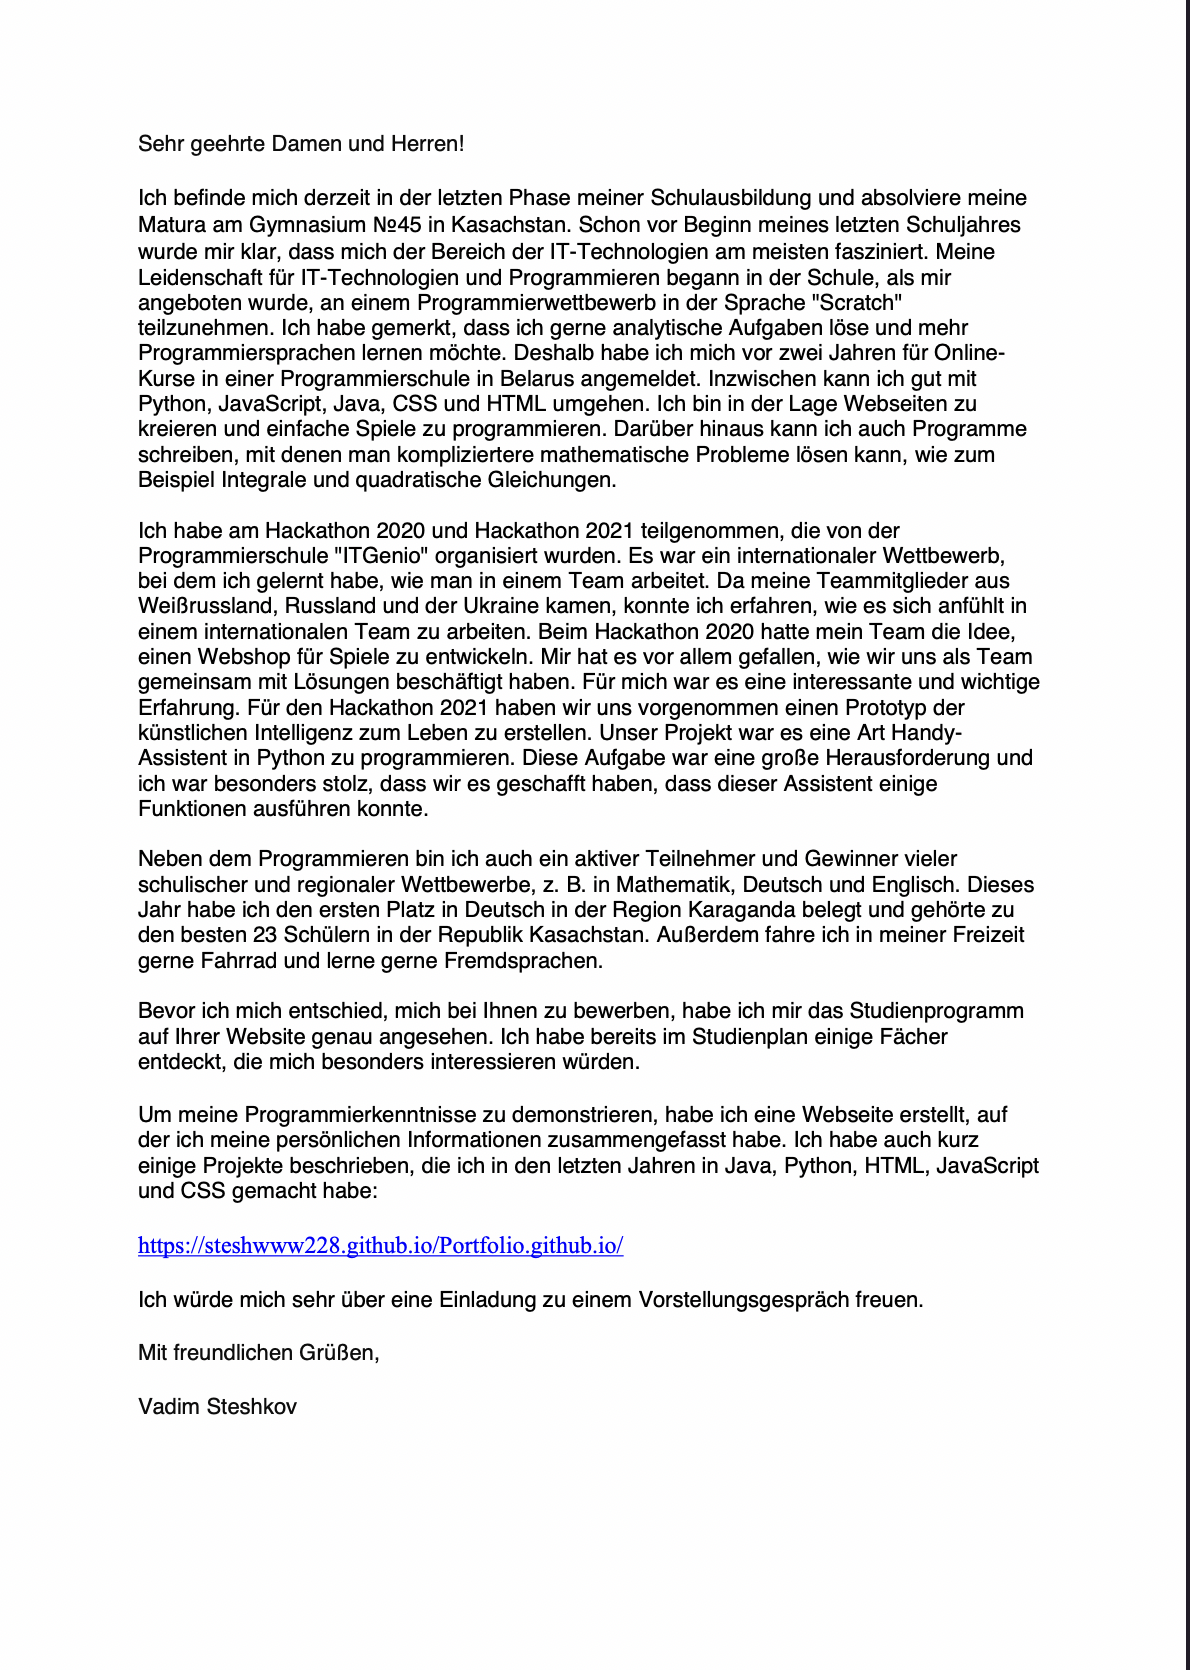 Sehr geehrte Damen und Herren!
Ich befinde mich derzeit in der letzten Phase meiner Schulausbildung und absolviere meine
Matura am Gymnasium №45 in Kasachstan. Schon vor Beginn meines letzten Schuljahres
wurde mir klar, dass mich der Bereich der IT-Technologien am meisten fasziniert. Meine
Leidenschaft für IT-Technologien und Programmieren begann in der Schule, als mir
angeboten wurde, an einem Programmierwettbewerb in der Sprache "Scratch"
teilzunehmen. Ich habe gemerkt, dass ich gerne analytische Aufgaben löse und mehr
Programmiersprachen lernen möchte. Deshalb habe ich mich vor zwei Jahren für Online-
Kurse in einer Programmierschule in Belarus angemeldet. Inzwischen kann ich gut mit
Python, JavaScript, Java, CSS und HTML umgehen. Ich bin in der Lage Webseiten zu
kreieren und einfache Spiele zu programmieren. Darüber hinaus kann ich auch Programme
schreiben, mit denen man kompliziertere mathematische Probleme lösen kann, wie zum
Beispiel Integrale und quadratische Gleichungen.
Ich habe am Hackathon 2020 und Hackathon 2021 teilgenommen, die von der
Programmierschule "ITGenio" organisiert wurden. Es war ein internationaler Wettbewerb,
bei dem ich gelernt habe, wie man in einem Team arbeitet. Da meine Teammitglieder aus
Weißrussland, Russland und der Ukraine kamen, konnte ich erfahren, wie es sich anfühlt in
einem internationalen Team zu arbeiten. Beim Hackathon 2020 hatte mein Team die Idee,
einen Webshop für Spiele zu entwickeln. Mir hat es vor allem gefallen, wie wir uns als Team
gemeinsam mit Lösungen beschäftigt haben. Für mich war es eine interessante und wichtige
Erfahrung. Für den Hackathon 2021 haben wir uns vorgenommen einen Prototyp der
künstlichen Intelligenz zum Leben zu erstellen. Unser Projekt war es eine Art Handy-
Assistent in Python zu programmieren. Diese Aufgabe war eine große Herausforderung und
ich war besonders stolz, dass wir es geschafft haben, dass dieser Assistent einige
Funktionen ausführen konnte.
Neben dem Programmieren bin ich auch ein aktiver Teilnehmer und Gewinner vieler
schulischer und regionaler Wettbewerbe, z. B. in Mathematik, Deutsch und Englisch. Dieses
Jahr habe ich den ersten Platz in Deutsch in der Region Karaganda belegt und gehörte zu
den besten 23 Schülern in der Republik Kasachstan. Außerdem fahre ich in meiner Freizeit
gerne Fahrrad und lerne gerne Fremdsprachen.
Bevor ich mich entschied, mich bei Ihnen zu bewerben, habe ich mir das Studienprogramm
auf Ihrer Website genau angesehen. Ich habe bereits im Studienplan einige Fächer
entdeckt, die mich besonders interessieren würden.
Um meine Programmierkenntnisse zu demonstrieren, habe ich eine Webseite erstellt, auf
der ich meine persönlichen Informationen zusammengefasst habe. Ich habe auch kurz
einige Projekte beschrieben, die ich in den letzten Jahren in Java, Python, HTML, JavaScript
und CSS gemacht habe:
https://steshwww228.github.io/Portfolio.github.io/
Ich würde mich sehr über eine Einladung zu einem Vorstellungsgespräch freuen.
Mit freundlichen Grüßen,
Vadim Steshkov